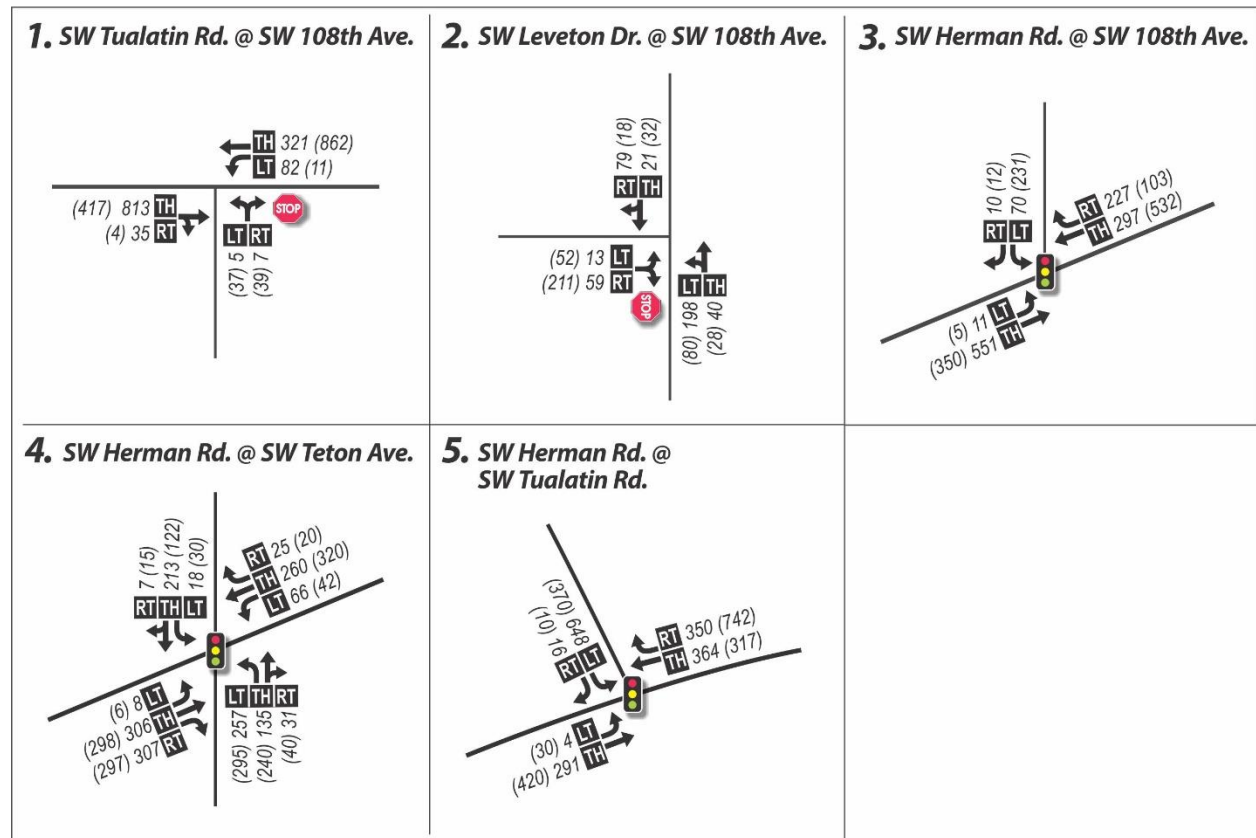 1. SW Tualatin Rd. @ SW 108th Ave.
TH 321 (862)
LT 82 (11)
(417) 813 TH
(4) 35 RT
STOP
LT RT
(37) 5
(39) 7
2. SW Leveton Dr. @ SW 108th Ave.
79 (18)
21 (32)
RT TH
(52) 13 LT
(211) 59 RT
STOP
LT TH
(80) 198
(28) 40
3. SW Herman Rd. @ SW 108th Ave.
10 (12)
70 (231)
RT LT
RT 227 (103)
TH 297 (532)
(5) 11 LT
(350) 551 TH
4. SW Herman Rd. @ SW Teton Ave.
7 (15)
213 (122)
18 (30)
RT TH LT
RT 25 (20)
TH 260 (320)
LT 66 (42)
(6) 8 LT
(298) 306 TH
(297) 307 RT
LT TH RT
(295) 257
(240) 135
(40) 31
5. SW Herman Rd. @
SW Tualatin Rd.
(370) 648
(10) 16
RT LT
RT 350 (742)
TH 364 (317)
(30) 4 LT
(420) 291 TH